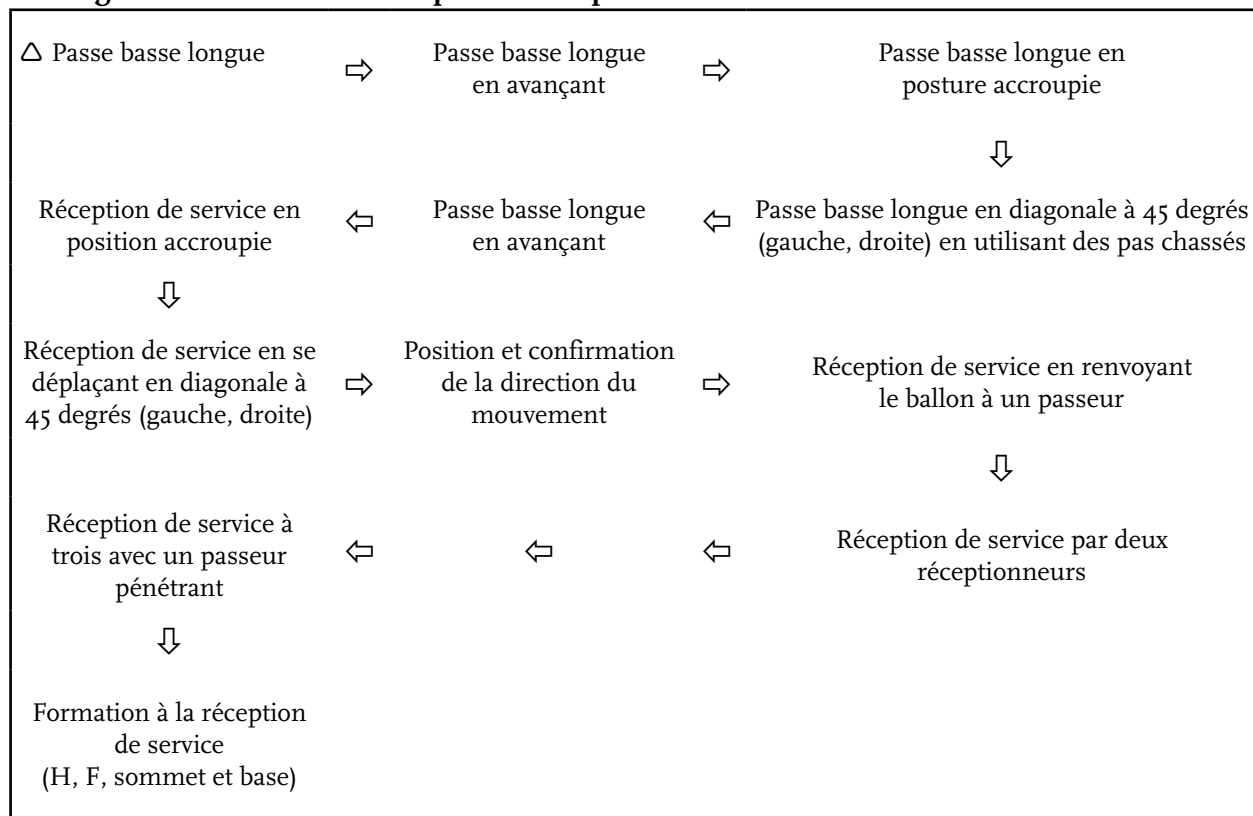 △ Passe basse longue
⇨
Passe basse longue
en avançant
⇨
Passe basse longue en
posture accroupie
⇩
Réception de service en
position accroupie
⇦
Passe basse longue
en avançant
⇦
Passe basse longue en diagonale à 45 degrés
(gauche, droite) en utilisant des pas chassés
⇩
Réception de service en se
déplaçant en diagonale à
45 degrés (gauche, droite)
⇨
Position et confirmation
de la direction du
mouvement
⇨
Réception de service en renvoyant
le ballon à un passeur
⇩
Réception de service à
trois avec un passeur
pénétrant
⇦
⇦
⇦
Réception de service par deux
réceptionneurs
⇩
Formation à la réception
de service
(H, F, sommet et base)